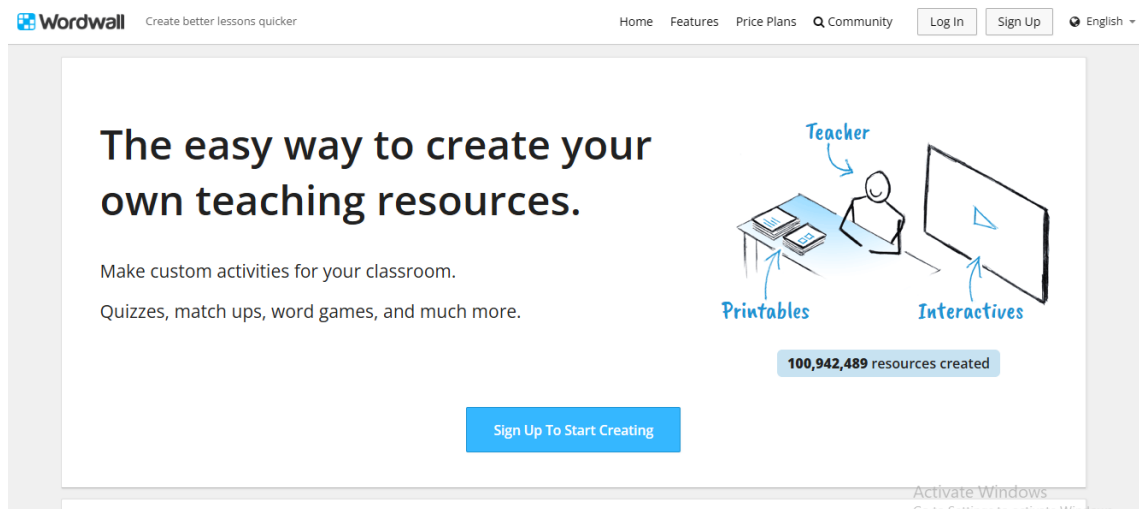 Wordwall
Create better lessons quicker
Home Features Price Plans Community Log In Sign Up English
The easy way to create your
own teaching resources.
Make custom activities for your classroom.
Quizzes, match ups, word games, and much more.
Teacher
Printables
Interactives
100,942,489 resources created
Sign Up To Start Creating
Activate Windows